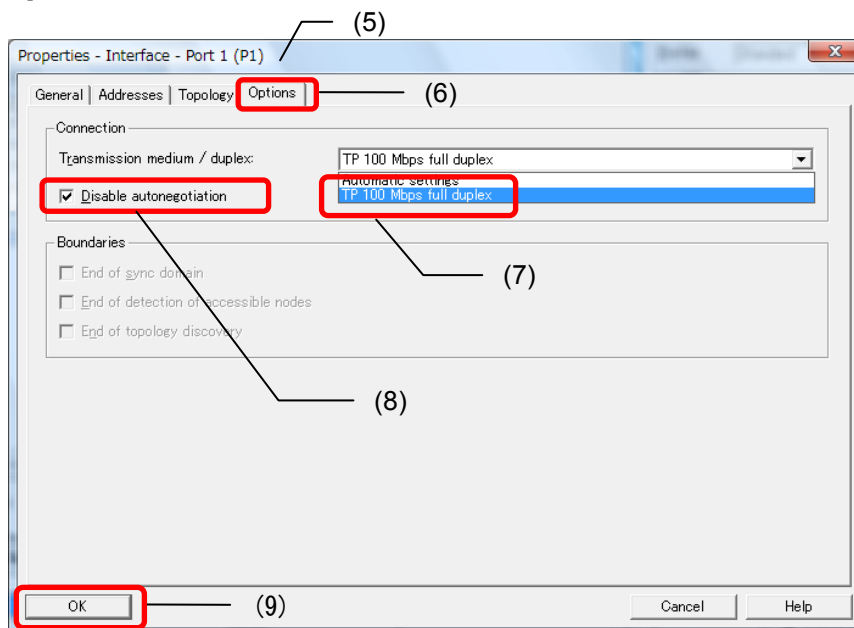 (5)
Properties - Interface - Port 1 (P1)
General Addresses Topology Options
(6)
Connection
Transmission medium / duplex: TP 100 Mbps full duplex
Automatic settings
Disable autonegotiation TP 100 Mbps full duplex
(7)
Boundaries
End of sync domain
End of detection of accessible nodes
End of topology discovery
(8)
OK (9) Cancel Help